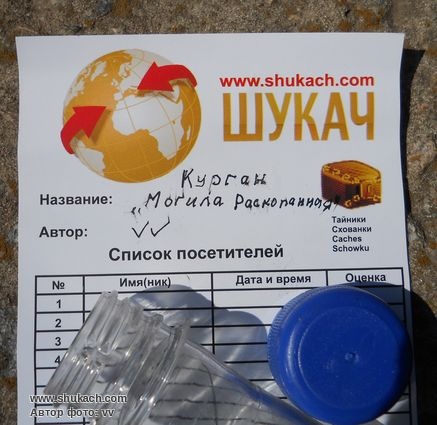 www.shukach.com
ШУКАЧ
Курган
Название: "Могила Раскопанная"
Автор: VV
Тайники
Схованки
Caches
Schowku
Список посетителей
№ Имя(ник) Дата и время Оценка
1
2
3
4
www.shukach.com
Автор фото: vv